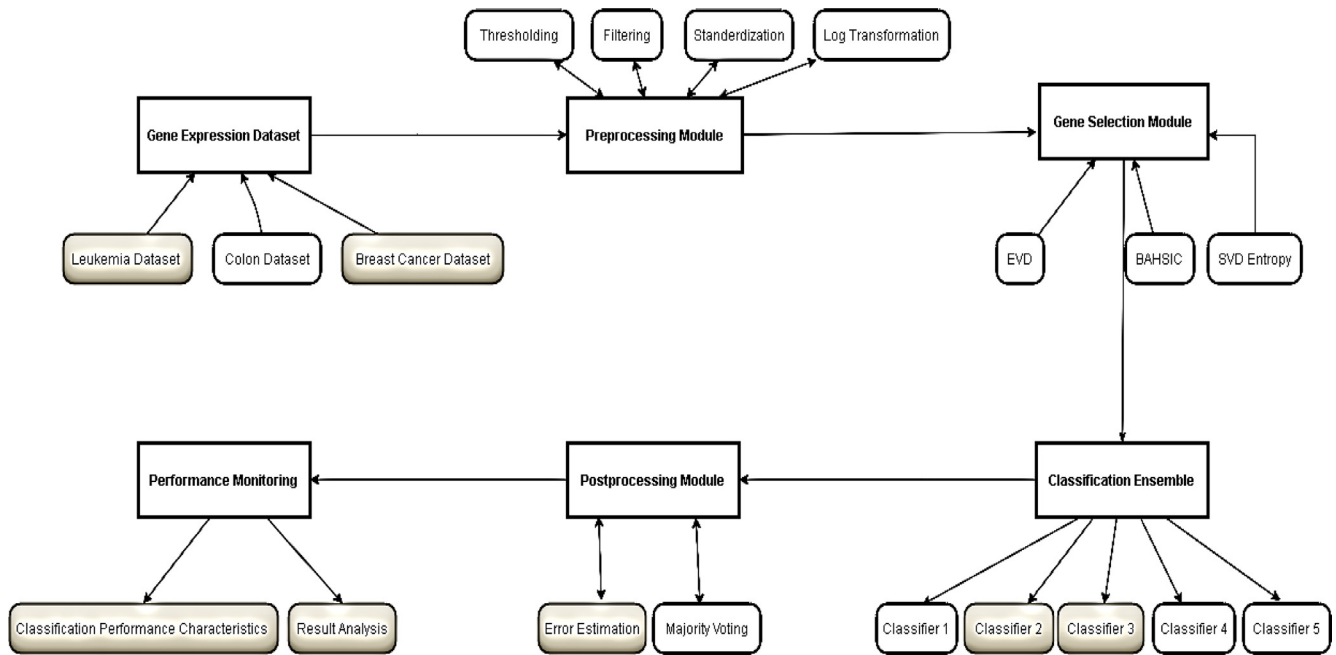 Thresholding
Filtering
Standerdization
Log Transformation
Gene Expression Dataset
Preprocessing Module
Gene Selection Module
Leukemia Dataset
Colon Dataset
Breast Cancer Dataset
EVD
BAHSIC
SVD Entropy
Performance Monitoring
Postprocessing Module
Classification Ensemble
Classification Performance Characteristics
Result Analysis
Error Estimation
Majority Voting
Classifier 1
Classifier 2
Classifier 3
Classifier 4
Classifier 5